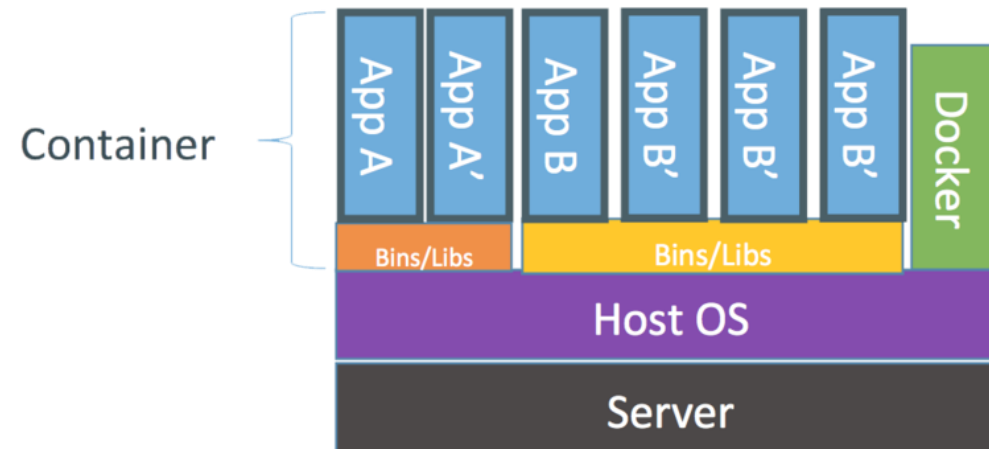 Container
App A
App A’
App B
App B’
App B’
App B’
Docker
Bins/Libs
Bins/Libs
Host OS
Server